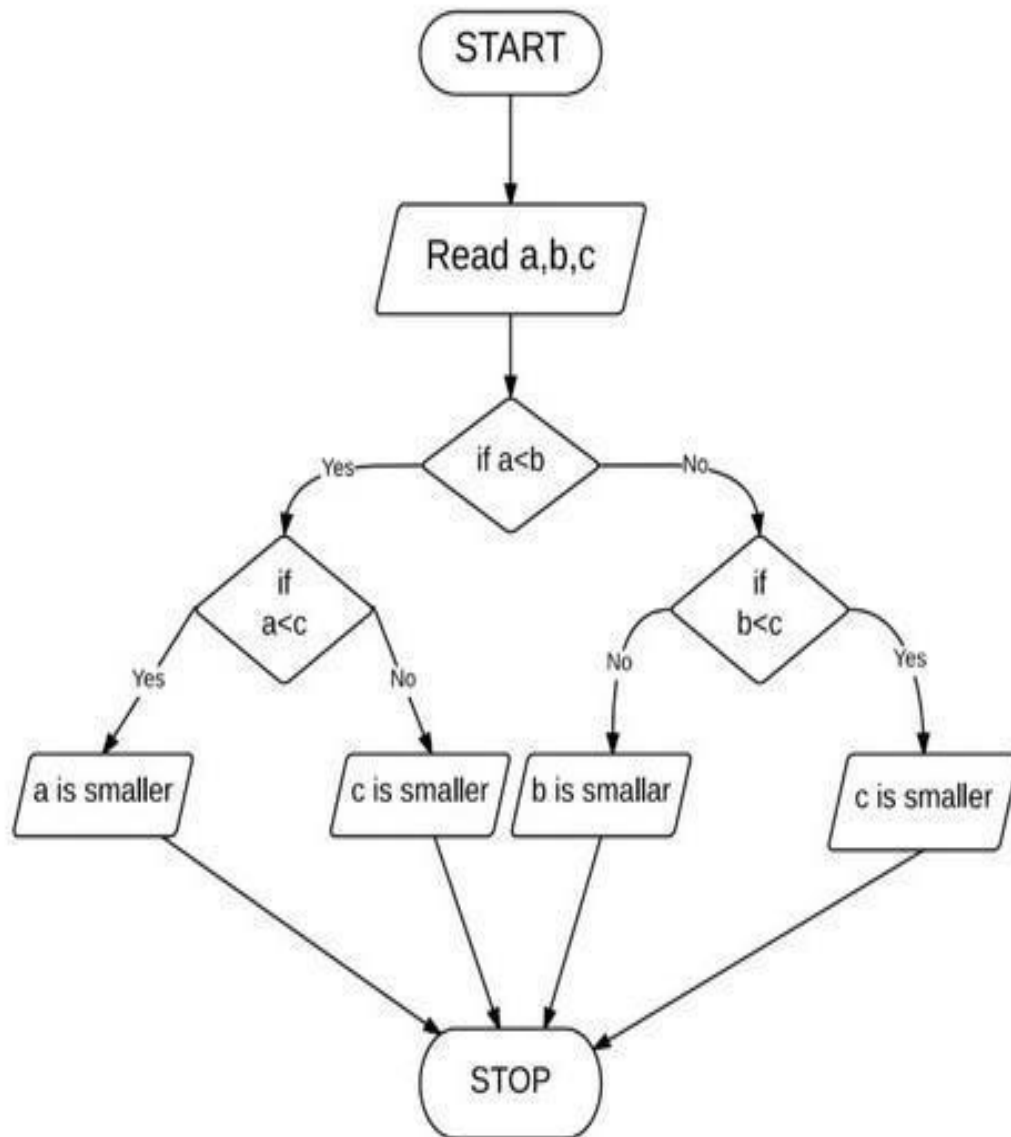 START
Read a,b,c
if a<b
Yes
No
if
a<c
if
b<c
Yes
No
No
Yes
a is smaller
c is smaller
b is smallar
c is smaller
STOP